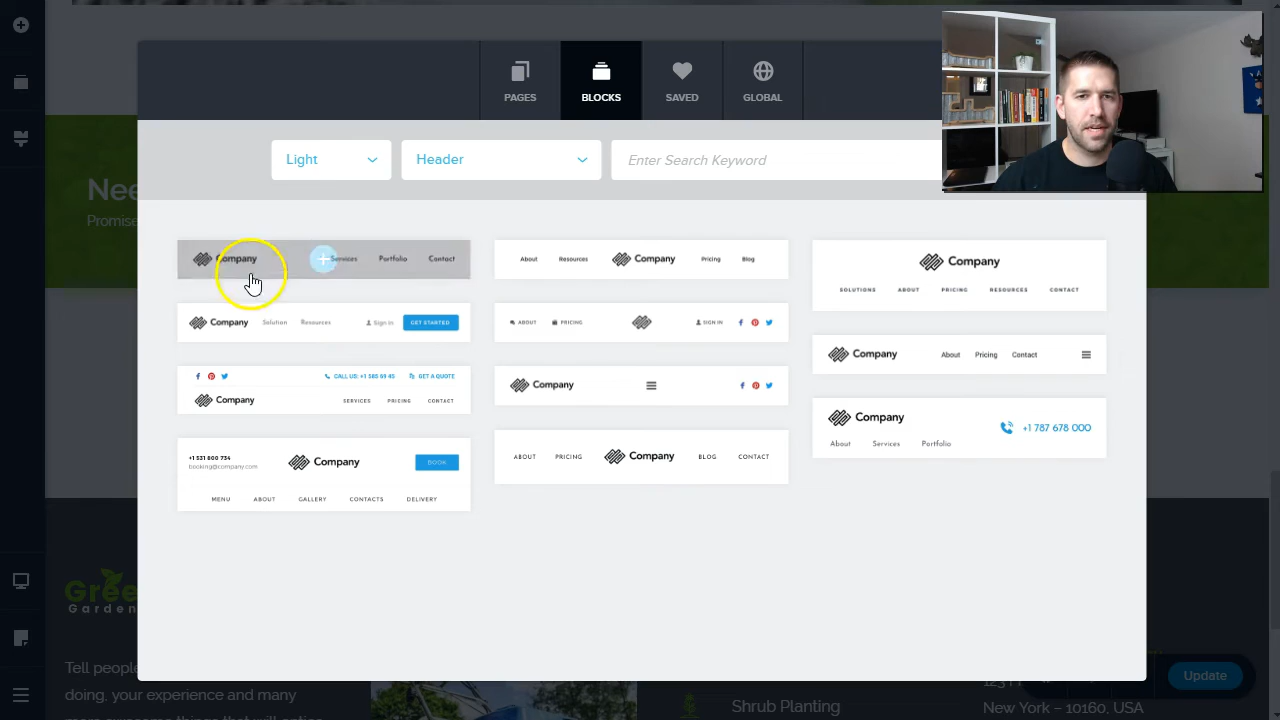 PAGES
BLOCKS
SAVED
GLOBAL
Light
Header
Enter Search Keyword
Nee
Promise
Company
Services
Portfolio
Contact
About
Resources
Company
Pricing
Blog
Company
SOLUTIONS
ABOUT
PRICING
RESOURCES
CONTACT
Company
Solution
Resources
Sign in
GET STARTED
ABOUT
PRICING
SIGN IN
Company
About
Pricing
Contact
CALL US: +1 585 69 45
GET A QUOTE
Company
SERVICES
PRICING
CONTACT
Company
Company
About
Services
Portfolio
+1 787 678 000
+1 531 800 734
booking@company.com
Company
BOOK
MENU
ABOUT
GALLERY
CONTACTS
DELIVERY
ABOUT
PRICING
Company
BLOG
CONTACT
Gree
Garden
Tell people
doing, your experience and many
Shrub Planting
New York – 10160, USA
Update